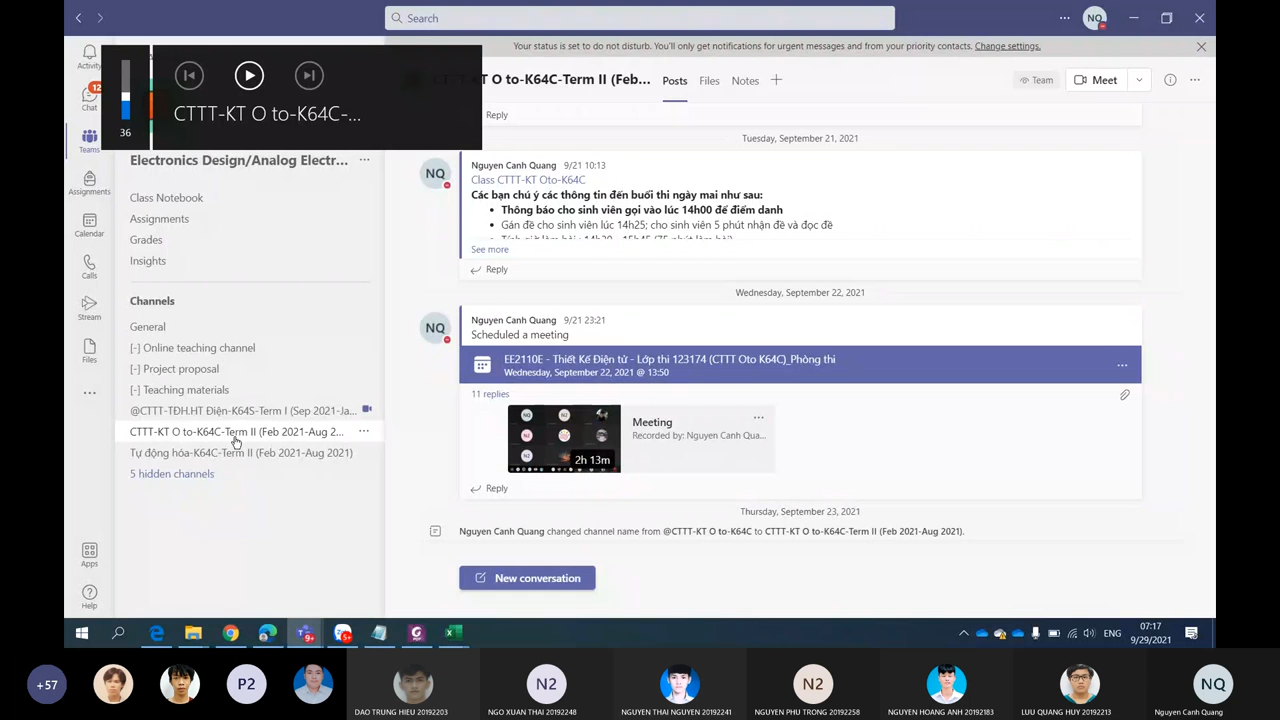 Search
NQ
Your status is set to do not disturb. You'll only get notifications for urgent messages and from your priority contacts. Change settings.
Activity
Chat
12
Teams
Assignments
Calendar
Calls
Stream
Files
Apps
Help
36
CTTT-KT O to-K64C-...
Electronics Design/Analog Electr...
Class Notebook
Assignments
Grades
Insights
Channels
General
[-] Online teaching channel
[-] Project proposal
[-] Teaching materials
@CTTT-TĐH.HT Điện-K64S-Term I (Sep 2021-Ja...
CTTT-KT O to-K64C-Term II (Feb 2021-Aug 2...
Tự động hóa-K64C-Term II (Feb 2021-Aug 2021)
5 hidden channels
O to-K64C-Term II (Feb...
Posts
Files
Notes
Team
Meet
Reply
Tuesday, September 21, 2021
NQ
Nguyen Canh Quang 9/21 10:13
Class CTTT-KT Oto-K64C
Các bạn chú ý các thông tin đến buổi thi ngày mai như sau:
• Thông báo cho sinh viên gọi vào lúc 14h00 để điểm danh
• Gán đề cho sinh viên lúc 14h25; cho sinh viên 5 phút nhận đề và đọc đề
See more
Reply
Wednesday, September 22, 2021
NQ
Nguyen Canh Quang 9/21 23:21
Scheduled a meeting
EE2110E - Thiết Kế Điện tử - Lớp thi 123174 (CTTT Oto K64C)_Phòng thi
Wednesday, September 22, 2021 @ 13:50
11 replies
Meeting
Recorded by: Nguyen Canh Qua...
2h 13m
Reply
Thursday, September 23, 2021
Nguyen Canh Quang changed channel name from @CTTT-KT O to-K64C to CTTT-KT O to-K64C-Term II (Feb 2021-Aug 2021).
New conversation
9+
5+
ENG
07:17
9/29/2021
+57
P2
DAO TRUNG HIEU 20192203
N2
NGO XUAN THAI 20192248
NGUYEN THAI NGUYEN 20192241
N2
NGUYEN PHU TRONG 20192258
NGUYEN HOANG ANH 20192183
LUU QUANG HUY 20192213
NQ
Nguyen Canh Quang